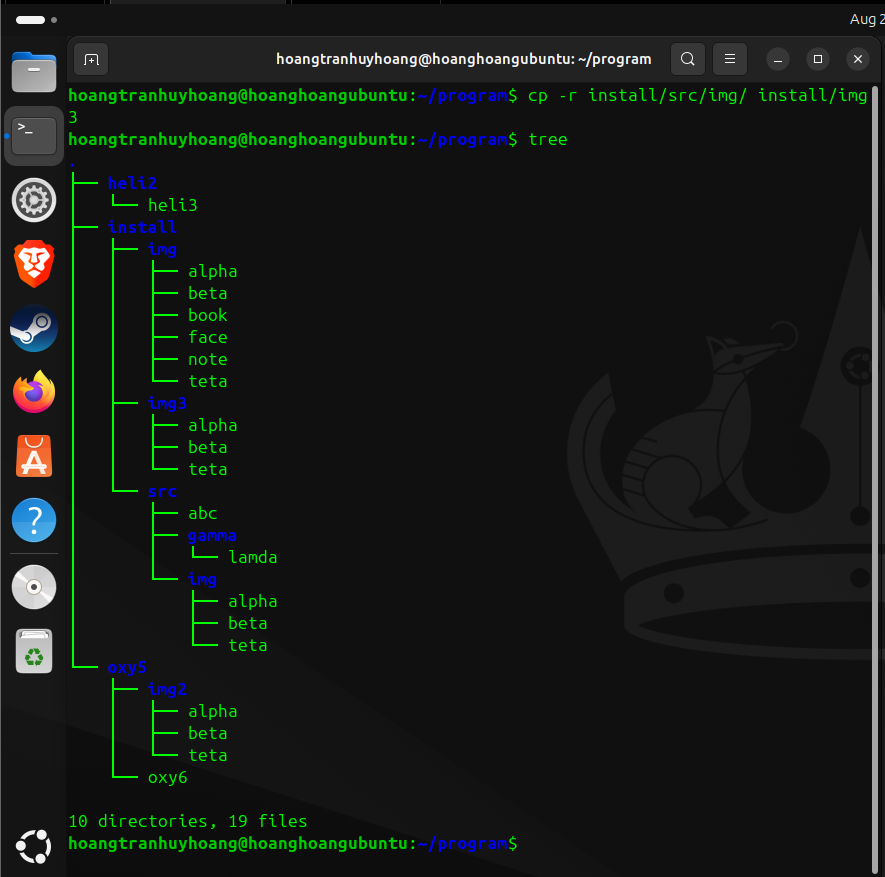 Aug 2
hoangtranhuyhoang@hoanghoangubuntu: ~/program
hoangtranhuyhoang@hoanghoangubuntu:~/program$ cp -r install/src/img/ install/img
3
hoangtranhuyhoang@hoanghoangubuntu:~/program$ tree
.
├── heli2
│   └── heli3
├── install
│   ├── img
│   │   ├── alpha
│   │   ├── beta
│   │   ├── book
│   │   ├── face
│   │   ├── note
│   │   └── teta
│   ├── img3
│   │   ├── alpha
│   │   ├── beta
│   │   └── teta
│   └── src
│       ├── abc
│       ├── gamma
│       │   └── lamda
│       └── img
│           ├── alpha
│           ├── beta
│           └── teta
└── oxy5
    ├── img2
    │   ├── alpha
    │   ├── beta
    │   └── teta
    └── oxy6
10 directories, 19 files
hoangtranhuyhoang@hoanghoangubuntu:~/program$